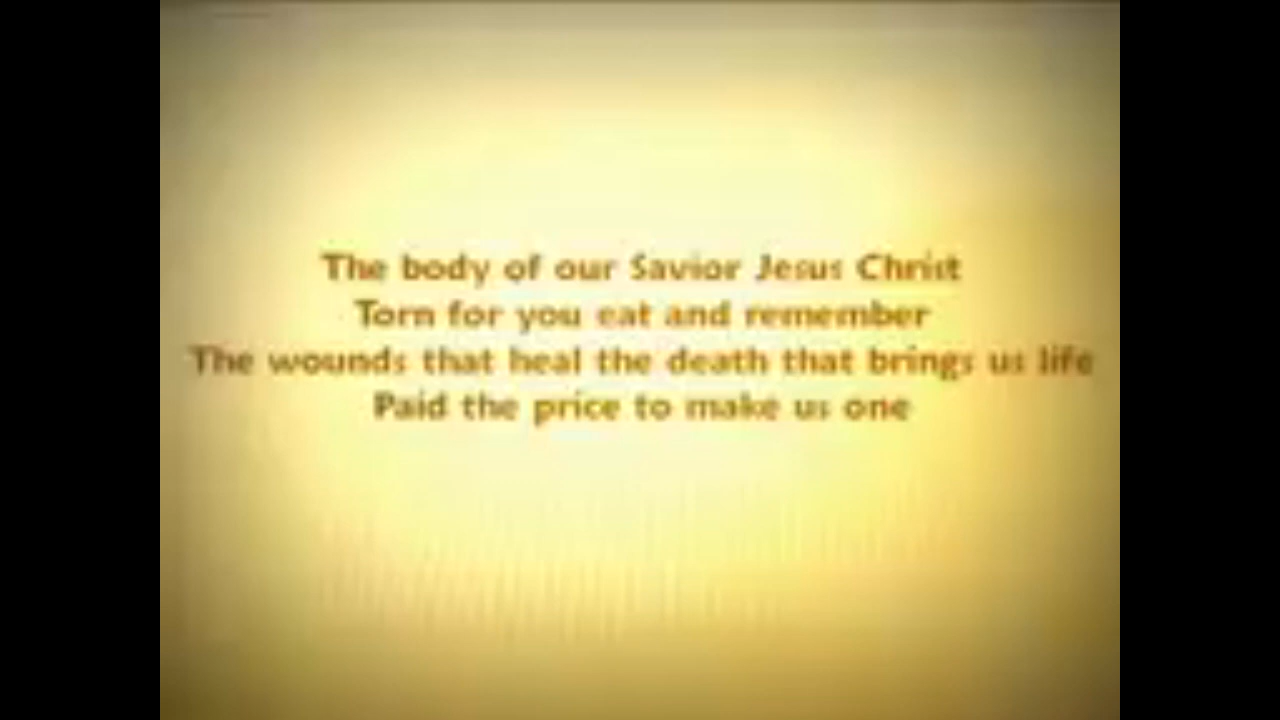 The body of our Savior Jesus Christ
Torn for you eat and remember
The wounds that heal the death that brings us life
Paid the price to make us one